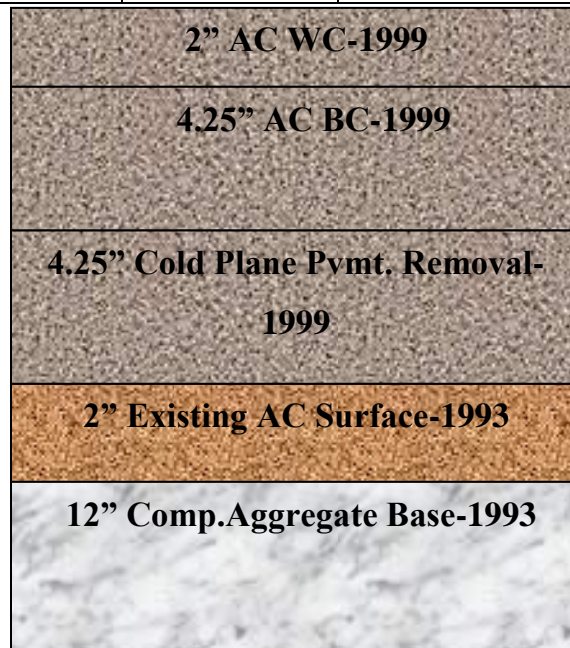 2” AC WC-1999
4.25” AC BC-1999
4.25” Cold Plane Pvmt. Removal-
1999
2” Existing AC Surface-1993
12” Comp.Aggregate Base-1993